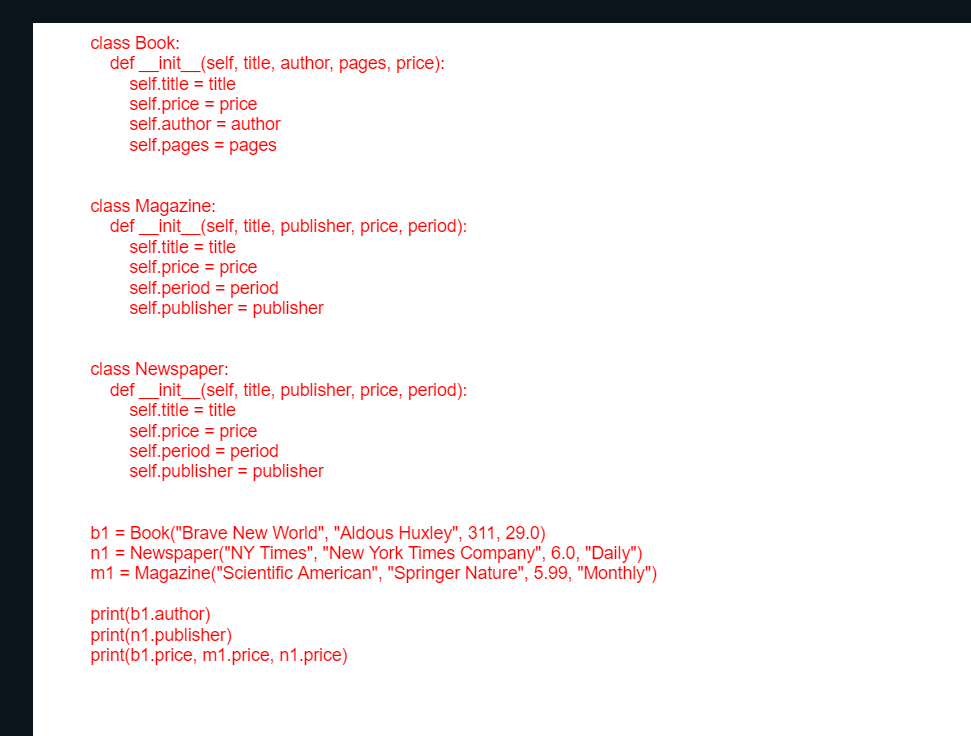 class Book:
    def __init__(self, title, author, pages, price):
        self.title = title
        self.price = price
        self.author = author
        self.pages = pages

class Magazine:
    def __init__(self, title, publisher, price, period):
        self.title = title
        self.price = price
        self.period = period
        self.publisher = publisher

class Newspaper:
    def __init__(self, title, publisher, price, period):
        self.title = title
        self.price = price
        self.period = period
        self.publisher = publisher

b1 = Book("Brave New World", "Aldous Huxley", 311, 29.0)
n1 = Newspaper("NY Times", "New York Times Company", 6.0, "Daily")
m1 = Magazine("Scientific American", "Springer Nature", 5.99, "Monthly")

print(b1.author)
print(n1.publisher)
print(b1.price, m1.price, n1.price)